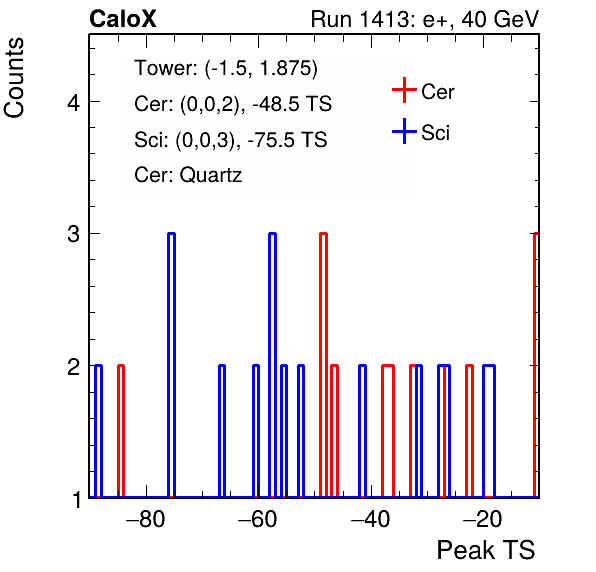 CaloX
Run 1413: e+, 40 GeV
Counts
Tower: (-1.5, 1.875)
Cer: (0,0,2), -48.5 TS
Sci: (0,0,3), -75.5 TS
Cer: Quartz
Cer
Sci
4
3
2
1
−80
−60
−40
−20
Peak TS